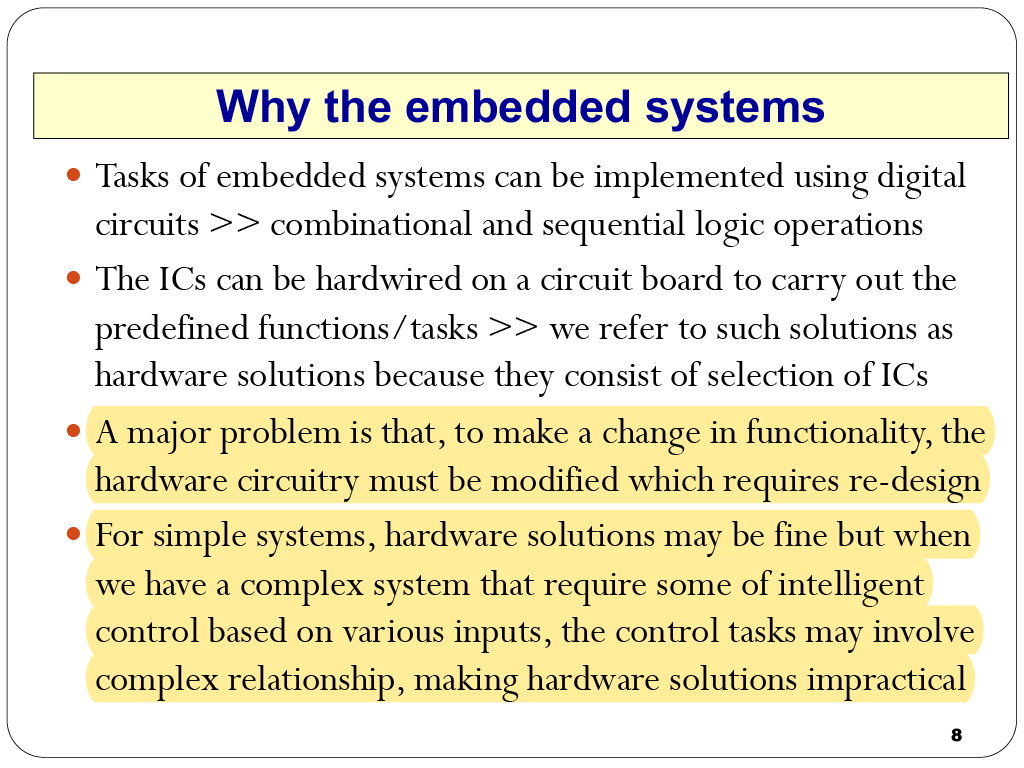 Why the embedded systems
• Tasks of embedded systems can be implemented using digital
circuits >> combinational and sequential logic operations
• The ICs can be hardwired on a circuit board to carry out the
predefined functions/tasks >> we refer to such solutions as
hardware solutions because they consist of selection of ICs
• A major problem is that, to make a change in functionality, the
hardware circuitry must be modified which requires re-design
• For simple systems, hardware solutions may be fine but when
we have a complex system that require some of intelligent
control based on various inputs, the control tasks may involve
complex relationship, making hardware solutions impractical
8